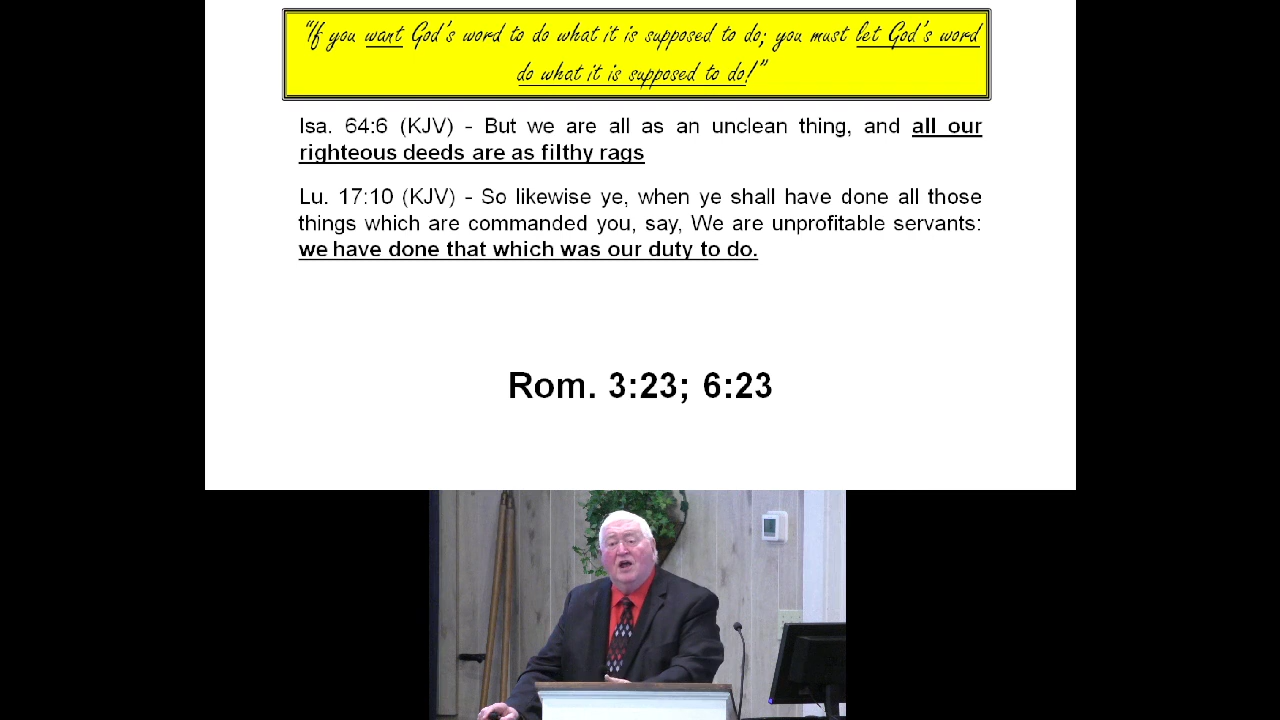 "If you want God's word to do what it is supposed to do; you must let God's word
do what it is supposed to do!"
Isa. 64:6 (KJV) - But we are all as an unclean thing, and all our
righteous deeds are as filthy rags
Lu. 17:10 (KJV) - So likewise ye, when ye shall have done all those
things which are commanded you, say, We are unprofitable servants:
we have done that which was our duty to do.
Rom. 3:23; 6:23